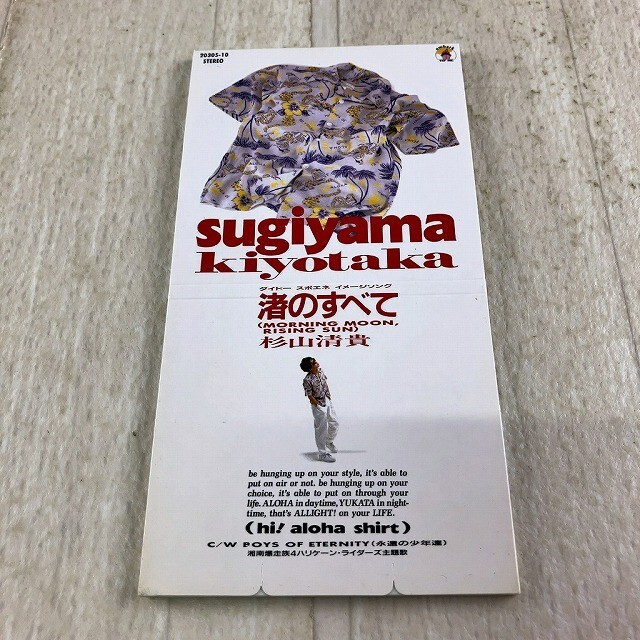 20205-10
STEREO
sugiyama
kiyotaka
ダイドー スポエネ イメージソング
渚のすべて
(MORNING MOON,
RISING SUN)
杉山清貴
be hunging up on your style, it's able to
put on air or not. be hunging up on your
choice, it's able to put on through your
life. ALOHA in daytime, YUKATA in night-
time, that's ALLIGHT! on your LIFE.
(hi! aloha shirt)
C/W BOYS OF ETERNITY(永遠の少年達)
湘南爆走族4ハリケーン・ライダーズ主題歌